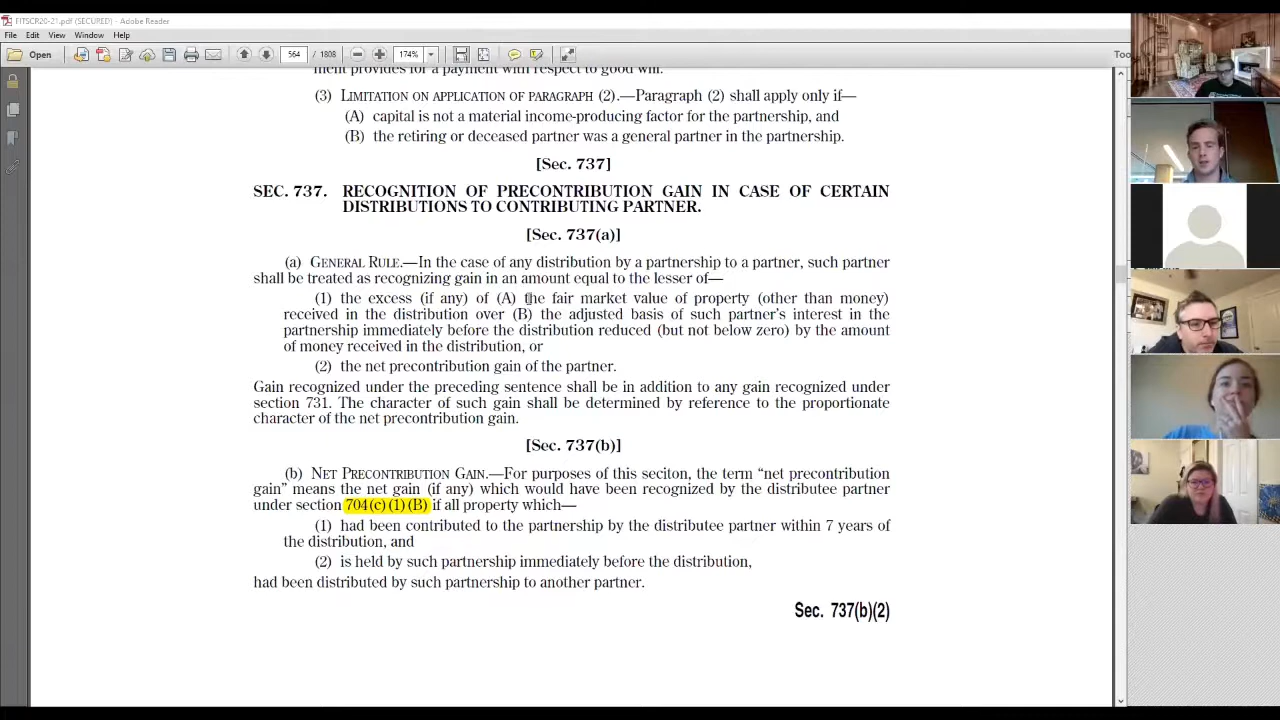 FITSCR20-21.pdf (SECURED) - Adobe Reader
File Edit View Window Help
Open 564 / 1808 174% Too
ment provides for a payment with respect to good will.
(3) LIMITATION ON APPLICATION OF PARAGRAPH (2).—Paragraph (2) shall apply only if—
(A) capital is not a material income-producing factor for the partnership, and
(B) the retiring or deceased partner was a general partner in the partnership.
[Sec. 737]
SEC. 737. RECOGNITION OF PRECONTRIBUTION GAIN IN CASE OF CERTAIN
DISTRIBUTIONS TO CONTRIBUTING PARTNER.
[Sec. 737(a)]
(a) GENERAL RULE.—In the case of any distribution by a partnership to a partner, such partner
shall be treated as recognizing gain in an amount equal to the lesser of—
(1) the excess (if any) of (A) the fair market value of property (other than money)
received in the distribution over (B) the adjusted basis of such partner's interest in the
partnership immediately before the distribution reduced (but not below zero) by the amount
of money received in the distribution, or
(2) the net precontribution gain of the partner.
Gain recognized under the preceding sentence shall be in addition to any gain recognized under
section 731. The character of such gain shall be determined by reference to the proportionate
character of the net precontribution gain.
[Sec. 737(b)]
(b) NET PRECONTRIBUTION GAIN.—For purposes of this seciton, the term “net precontribution
gain” means the net gain (if any) which would have been recognized by the distributee partner
under section 704(c)(1)(B) if all property which—
(1) had been contributed to the partnership by the distributee partner within 7 years of
the distribution, and
(2) is held by such partnership immediately before the distribution,
had been distributed by such partnership to another partner.
Sec. 737(b)(2)